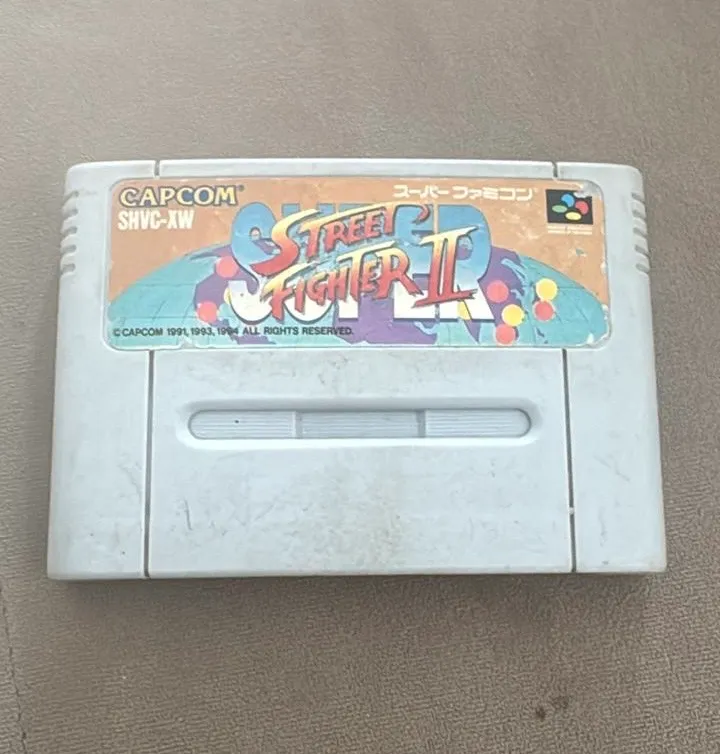 CAPCOM®
スーパーファミコン®
SHVC-XW
SUPER
STREET
FIGHTER II
© CAPCOM 1991, 1993, 1994 ALL RIGHTS RESERVED.